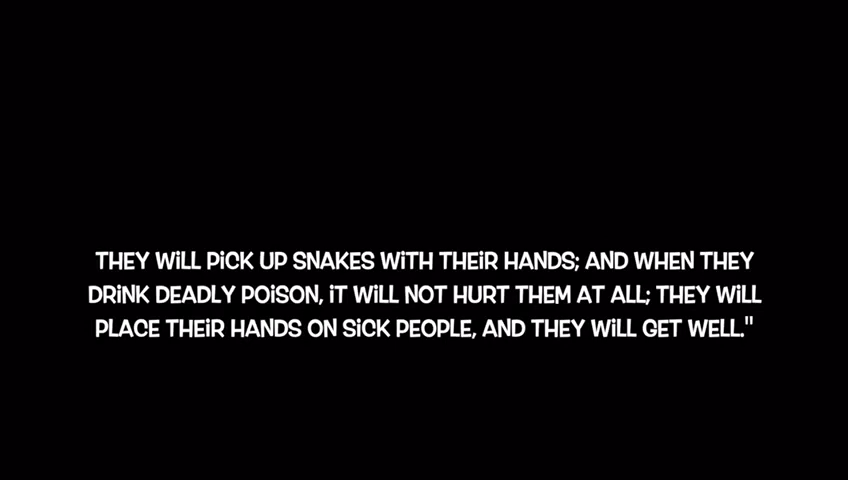 THEY WILL PICK UP SNAKES WITH THEIR HANDS; AND WHEN THEY
DRINK DEADLY POISON, IT WILL NOT HURT THEM AT ALL; THEY WILL
PLACE THEIR HANDS ON SICK PEOPLE, AND THEY WILL GET WELL."